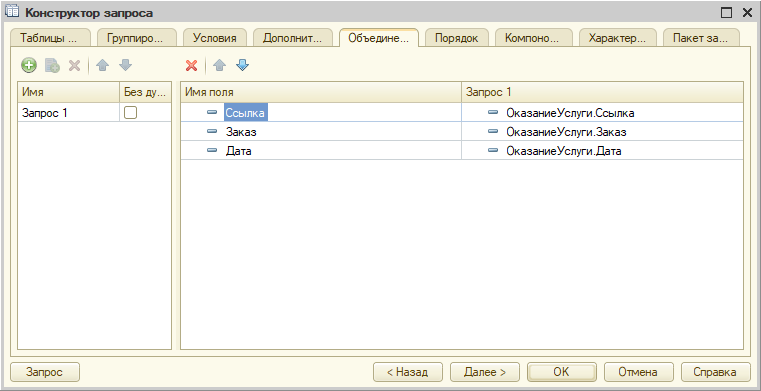 Конструктор запроса
Таблицы ... Группиро... Условия Дополнит... Объедине... Порядок Компоно... Характер... Пакет за...
Имя Без ду... Имя поля Запрос 1
Запрос 1 Ссылка ОказаниеУслуги.Ссылка
Заказ ОказаниеУслуги.Заказ
Дата ОказаниеУслуги.Дата
Запрос < Назад Далее > OK Отмена Справка